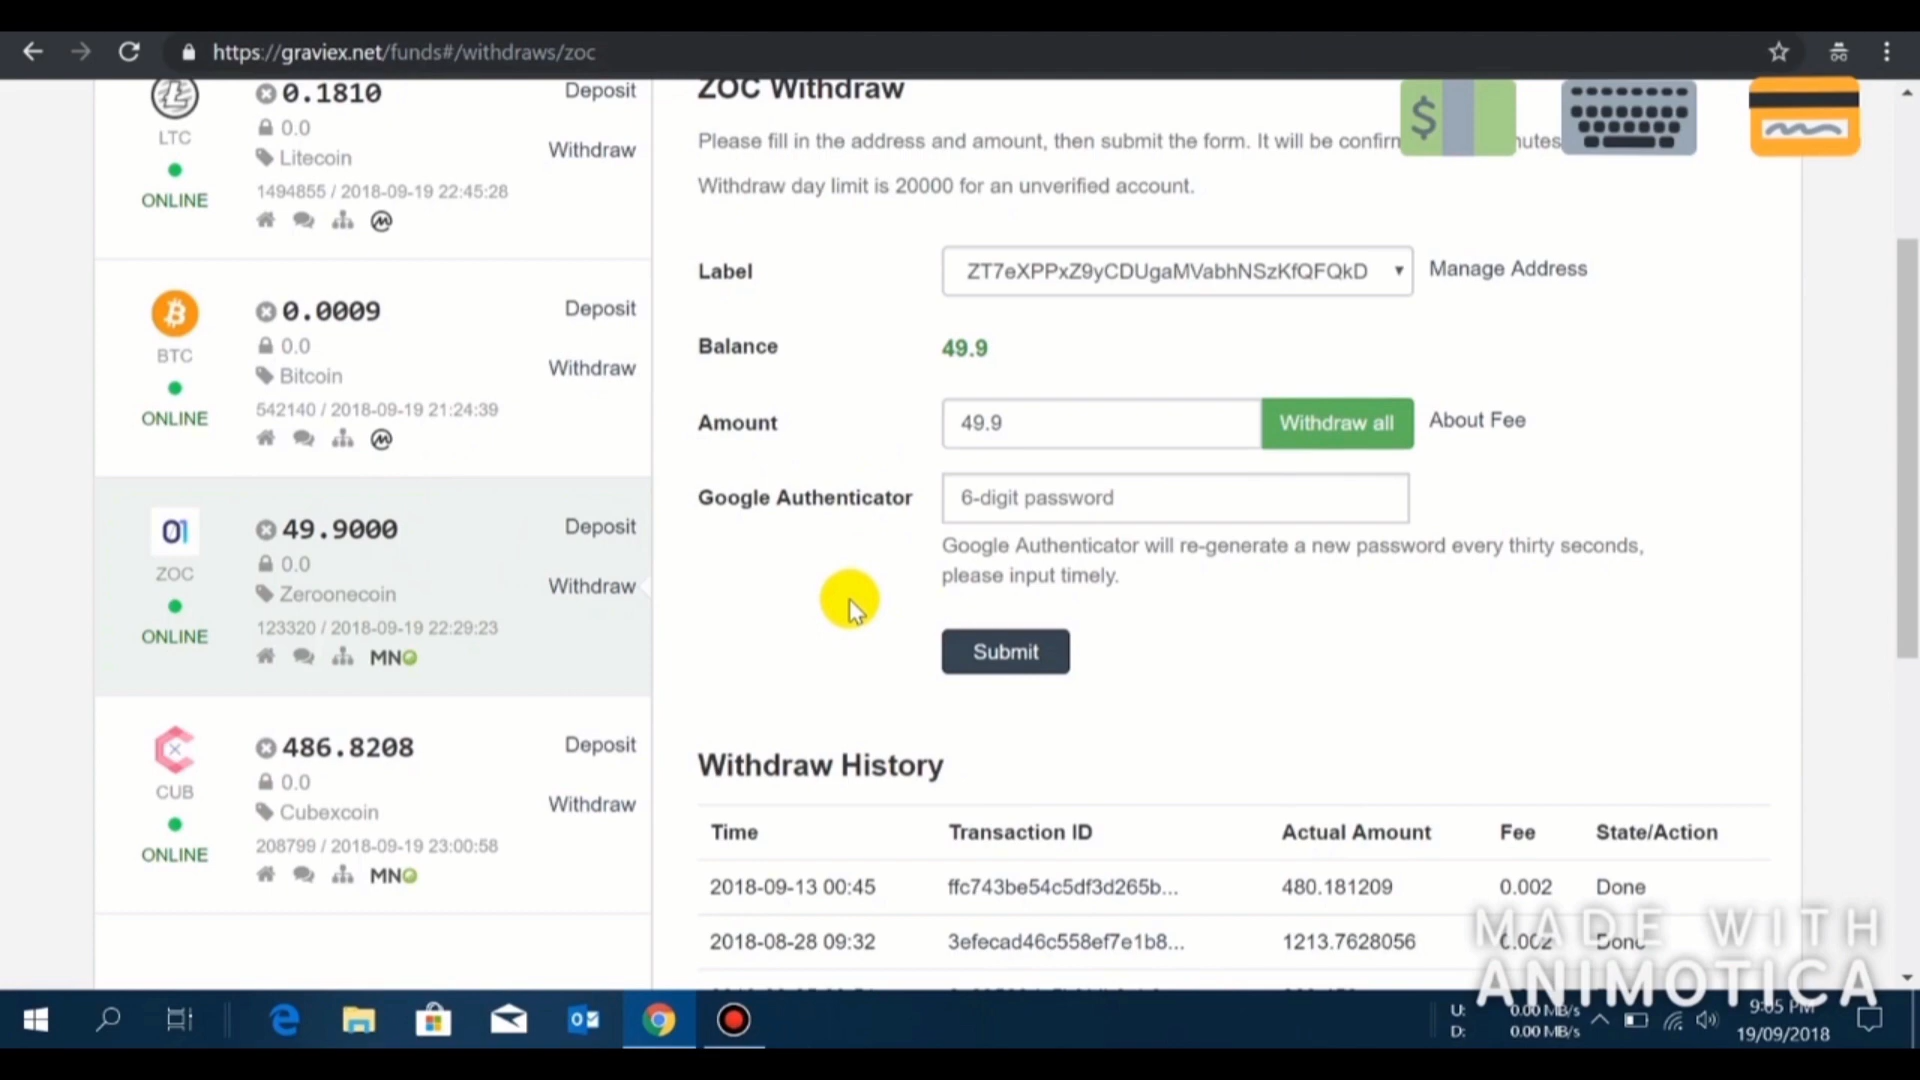 https://graviex.net/funds#/withdraws/zoc
0.1810
Deposit
LTC
0.0
Litecoin
Withdraw
ONLINE
1494855 / 2018-09-19 22:45:28
0.0009
Deposit
BTC
0.0
Bitcoin
Withdraw
ONLINE
542140 / 2018-09-19 21:24:39
01
49.9000
Deposit
ZOC
0.0
Zeroonecoin
Withdraw
ONLINE
123320 / 2018-09-19 22:29:23
MN
486.8208
Deposit
CUB
0.0
Cubexcoin
Withdraw
ONLINE
208799 / 2018-09-19 23:00:58
MN
ZOC Withdraw
Please fill in the address and amount, then submit the form. It will be confir nutes
Withdraw day limit is 20000 for an unverified account.
Label
ZT7eXPPxZ9yCDUgaMVabhNSzKfQFQkD
Manage Address
Balance
49.9
Amount
49.9
Withdraw all
About Fee
Google Authenticator
6-digit password
Google Authenticator will re-generate a new password every thirty seconds,
please input timely.
Submit
Withdraw History
Time Transaction ID Actual Amount Fee State/Action
2018-09-13 00:45 ffc743be54c5df3d265b... 480.181209 0.002 Done
2018-08-28 09:32 3efecad46c558ef7e1b8... 1213.7628056 0.002 Done
MADE WITH
ANIMOTICA
U: 0.00 MB/s
D: 0.00 MB/s
9:05 PM
19/09/2018